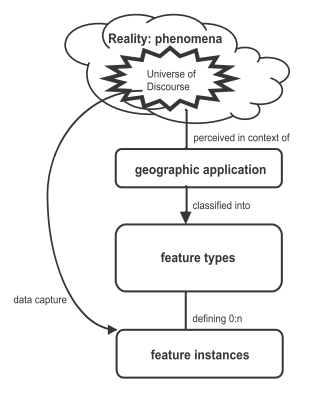 Reality: phenomena
Universe of
Discourse
perceived in context of
geographic application
classified into
feature types
data capture
defining 0:n
feature instances